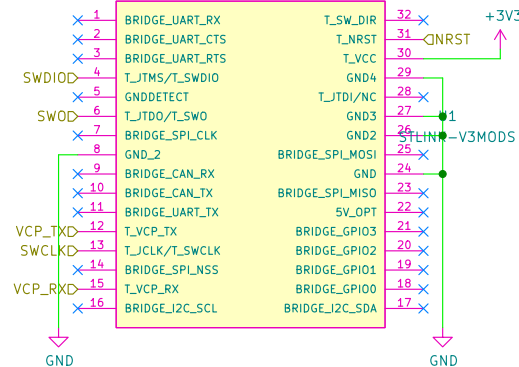 1 BRIDGE_UART_RX
2 BRIDGE_UART_CTS
3 BRIDGE_UART_RTS
SWDIO 4 T_JTMS/T_SWDIO
5 GNDDETECT
SWO 6 T_JTDO/T_SWO
7 BRIDGE_SPI_CLK
8 GND_2
9 BRIDGE_CAN_RX
10 BRIDGE_CAN_TX
11 BRIDGE_UART_TX
VCP_TX 12 T_VCP_TX
SWCLK 13 T_JCLK/T_SWCLK
14 BRIDGE_SPI_NSS
VCP_RX 15 T_VCP_RX
16 BRIDGE_I2C_SCL
GND
T_SW_DIR 32
T_NRST 31 NRST
T_VCC 30
GND4 29
T_JTDI/NC 28
GND3 27
GND2 26
BRIDGE_SPI_MOSI 25
GND 24
BRIDGE_SPI_MISO 23
5V_OPT 22
BRIDGE_GPIO3 21
BRIDGE_GPIO2 20
BRIDGE_GPIO1 19
BRIDGE_GPIO0 18
BRIDGE_I2C_SDA 17
+3V3
U1
STLINK-V3MODS
GND